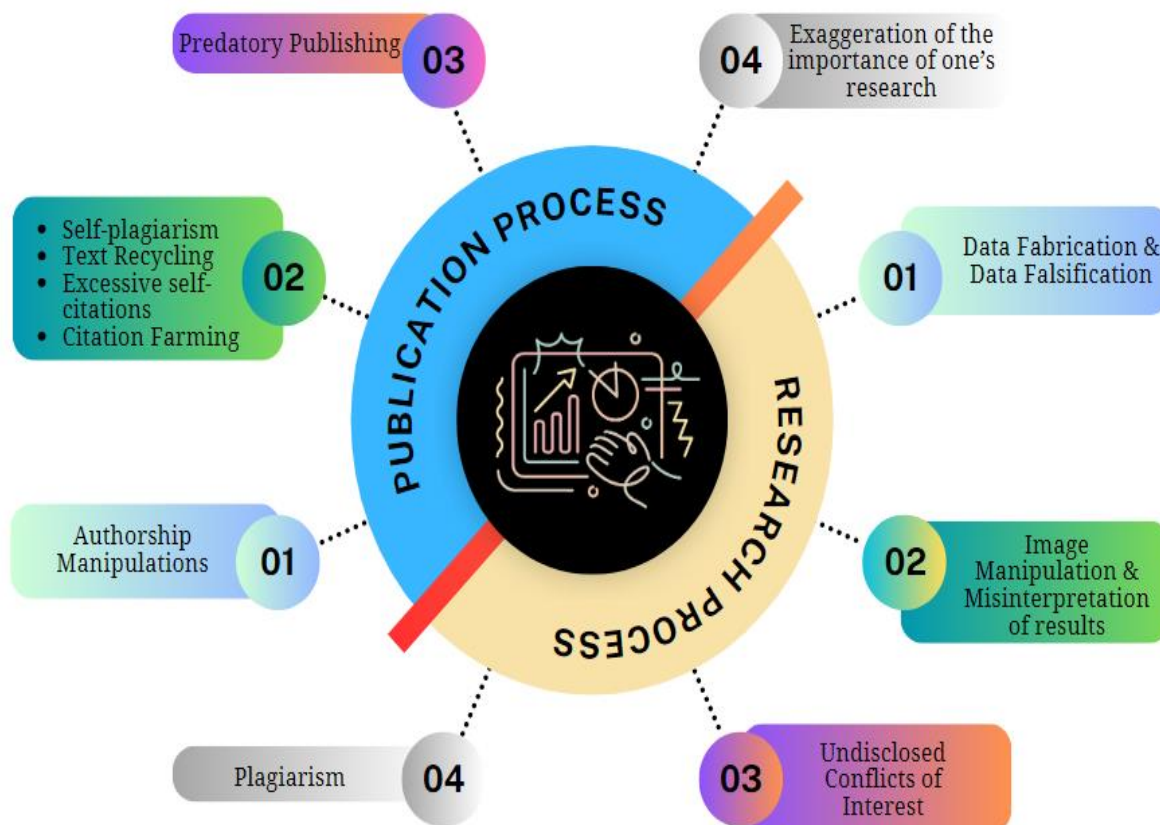 Predatory Publishing
03
04
Exaggeration of the
importance of one’s
research
PUBLICATION PROCESS
• Self-plagiarism
• Text Recycling
• Excessive self-
citations
• Citation Farming
02
01
Data Fabrication &
Data Falsification
RESEARCH PROCESS
Authorship
Manipulations
01
02
Image
Manipulation &
Misinterpretation
of results
Plagiarism
04
03
Undisclosed
Conflicts of
Interest